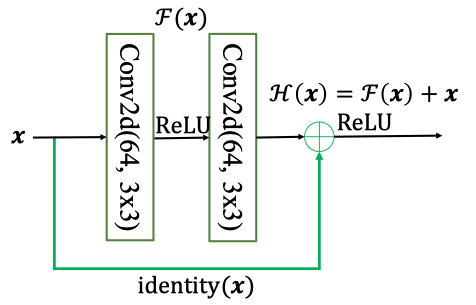 ℱ(𝒙)
𝒙
Conv2d(64, 3x3)
ReLU
Conv2d(64, 3x3)
ℋ(𝒙) = ℱ(𝒙) + 𝒙
ReLU
identity(𝒙)